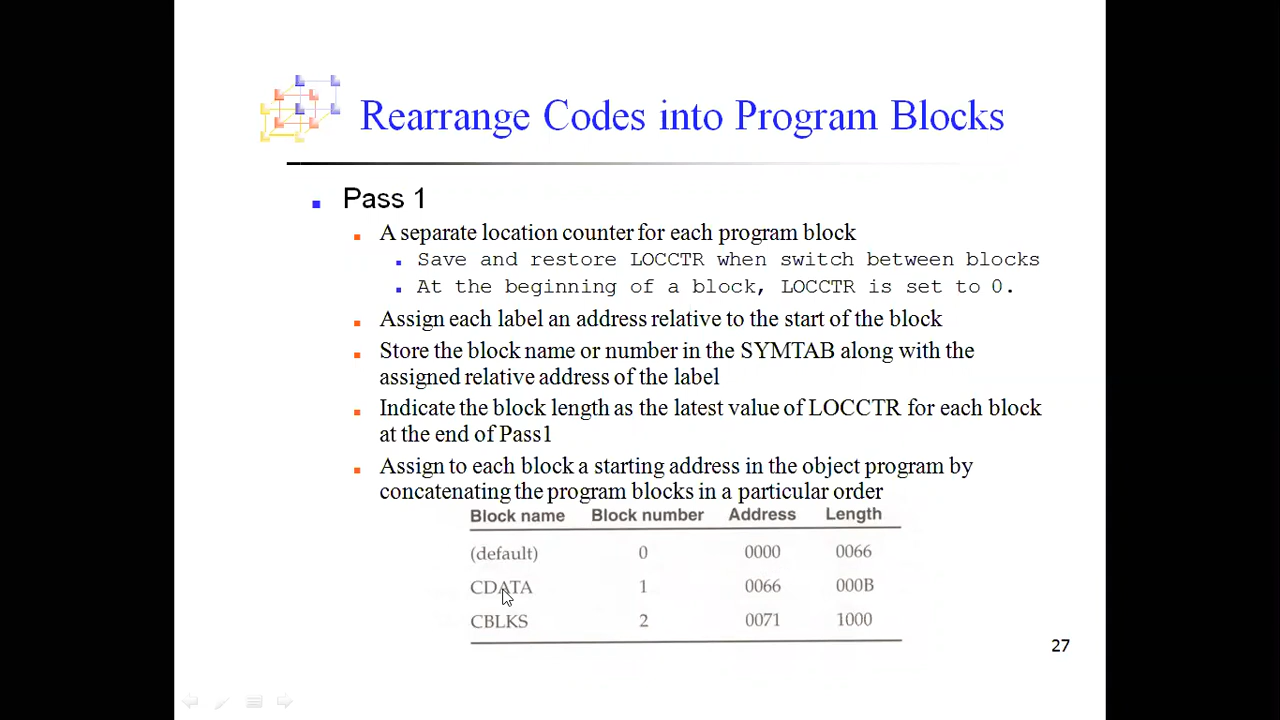 Rearrange Codes into Program Blocks
Pass 1
A separate location counter for each program block
Save and restore LOCCTR when switch between blocks
At the beginning of a block, LOCCTR is set to 0.
Assign each label an address relative to the start of the block
Store the block name or number in the SYMTAB along with the
assigned relative address of the label
Indicate the block length as the latest value of LOCCTR for each block
at the end of Pass1
Assign to each block a starting address in the object program by
concatenating the program blocks in a particular order
Block name Block number Address Length
(default) 0 0000 0066
CDATA 1 0066 000B
CBLKS 2 0071 1000
27